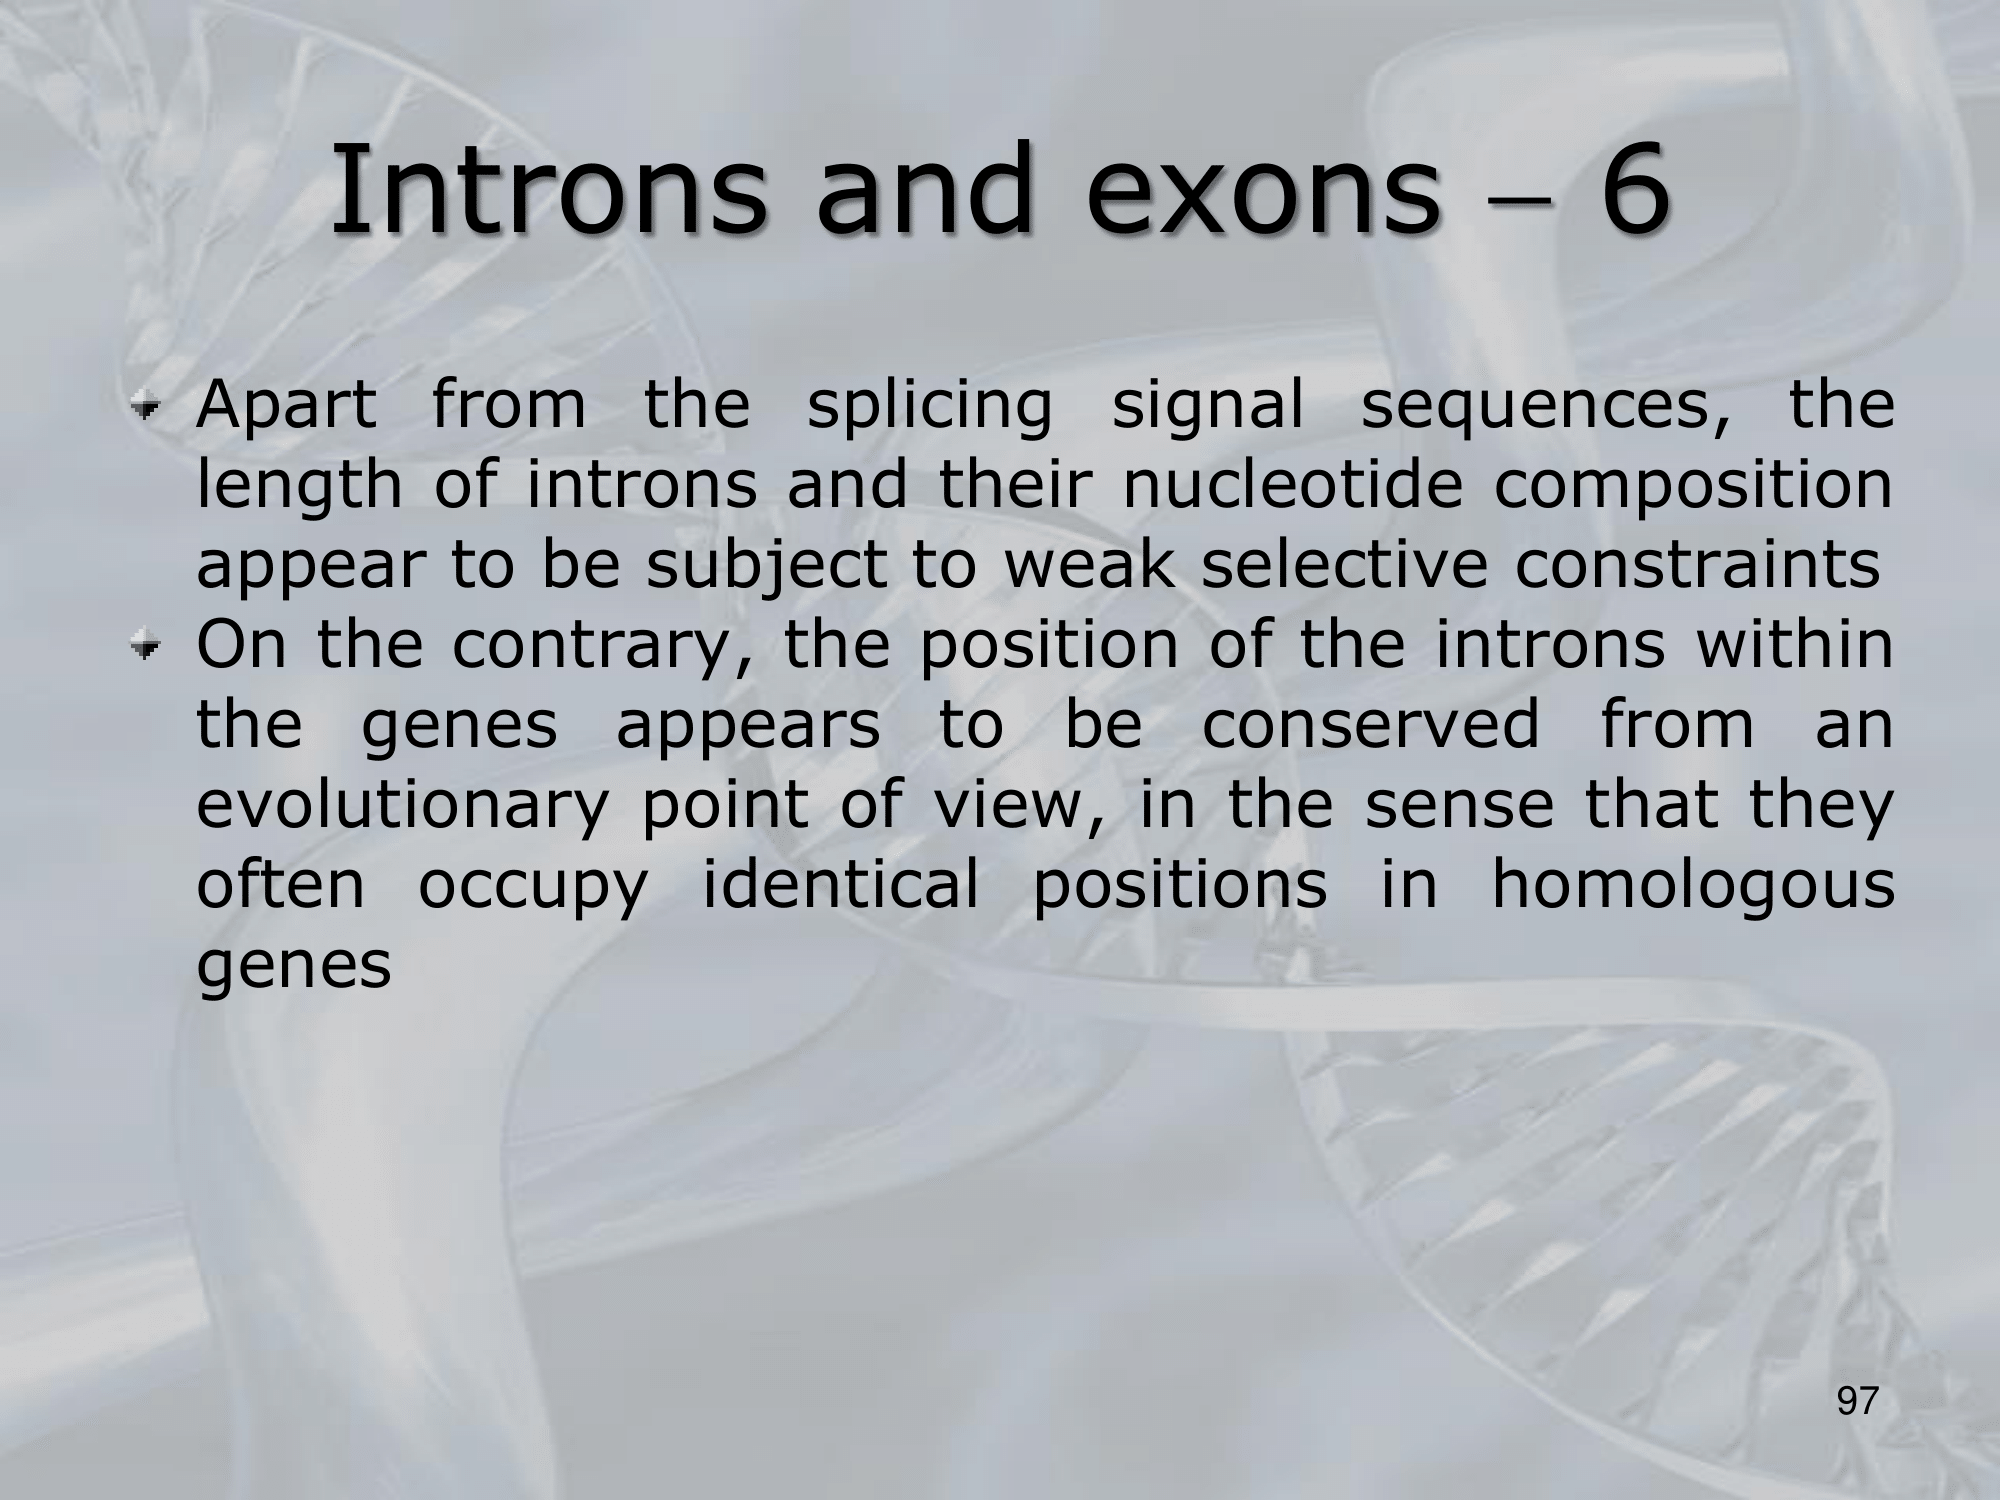 Introns and exons – 6
Apart from the splicing signal sequences, the
length of introns and their nucleotide composition
appear to be subject to weak selective constraints
On the contrary, the position of the introns within
the genes appears to be conserved from an
evolutionary point of view, in the sense that they
often occupy identical positions in homologous
genes
97